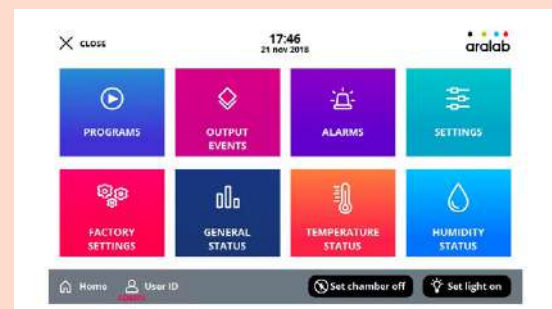 CLOSE
17:46
21 nov 2018
aralab
PROGRAMS
OUTPUT
EVENTS
ALARMS
SETTINGS
FACTORY
SETTINGS
GENERAL
STATUS
TEMPERATURE
STATUS
HUMIDITY
STATUS
Home
User ID
Set chamber off
Set light on